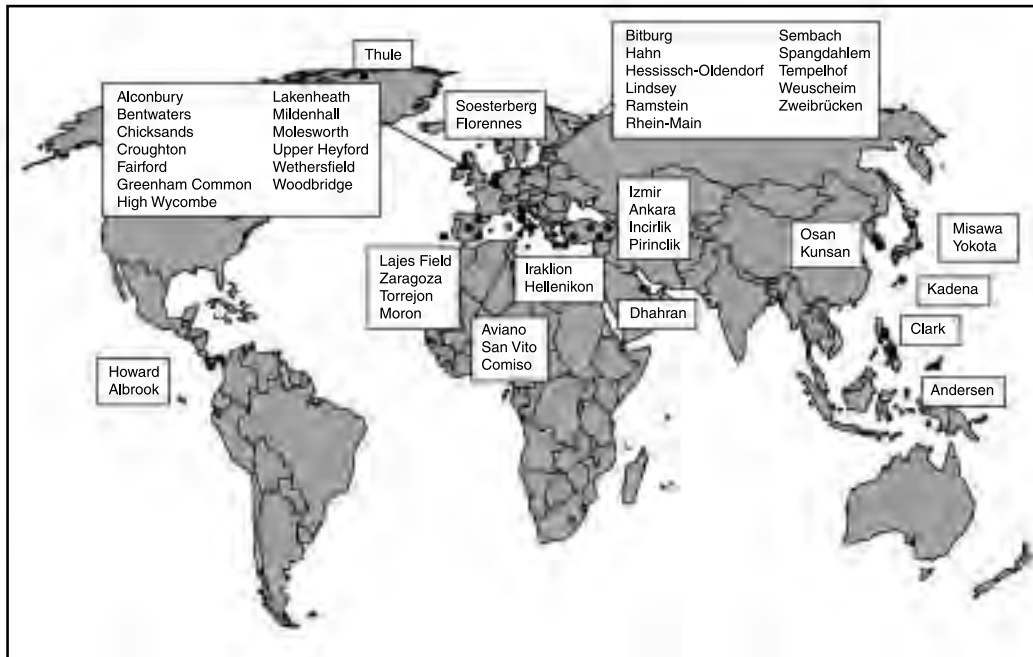 Thule
Bitburg
Hahn
Hessissch-Oldendorf
Lindsey
Ramstein
Rhein-Main
Sembach
Spangdahlem
Tempelhof
Weuscheim
Zweibrücken
Alconbury
Bentwaters
Chicksands
Croughton
Fairford
Greenham Common
High Wycombe
Lakenheath
Mildenhall
Molesworth
Upper Heyford
Wethersfield
Woodbridge
Soesterberg
Florennes
Izmir
Ankara
Incirlik
Pirinclik
Osan
Kunsan
Misawa
Yokota
Lajes Field
Zaragoza
Torrejon
Moron
Iraklion
Hellenikon
Dhahran
Kadena
Aviano
San Vito
Comiso
Clark
Howard
Albrook
Andersen